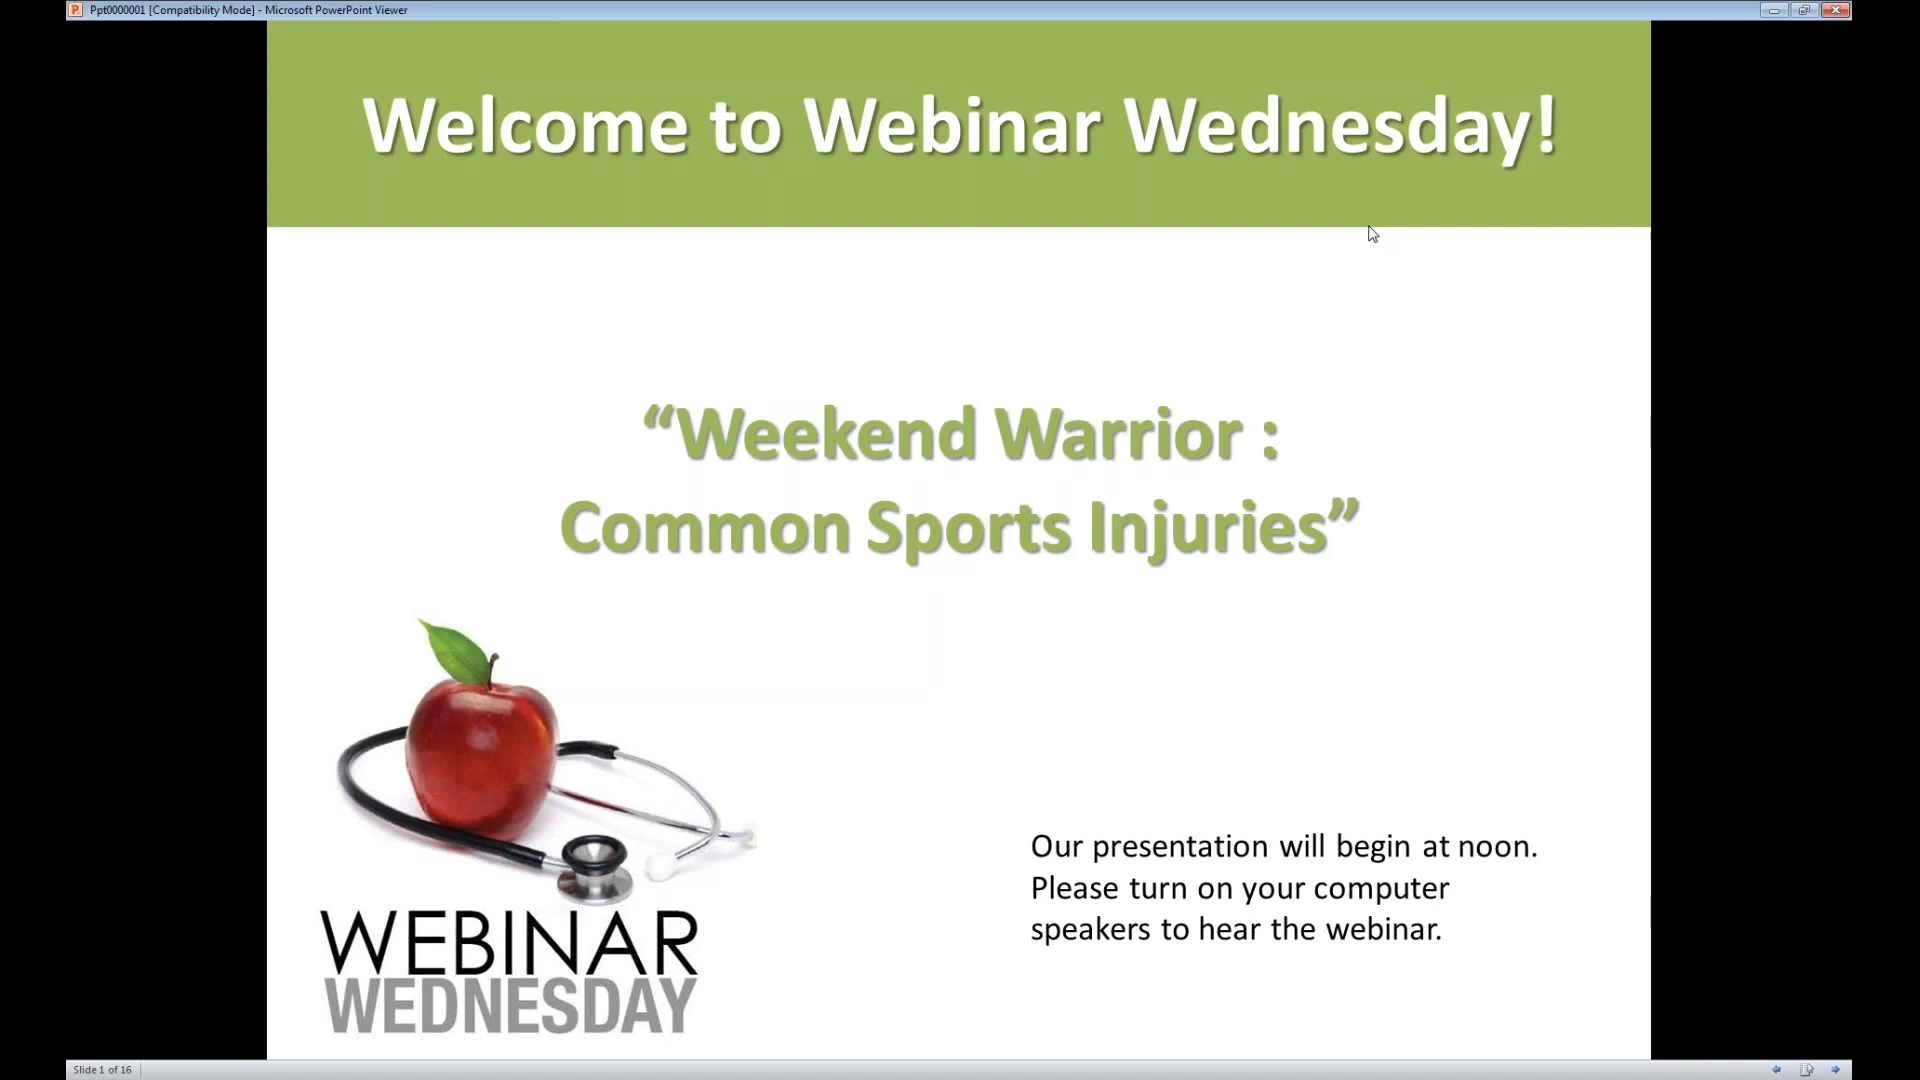 Ppt0000001 [Compatibility Mode] - Microsoft PowerPoint Viewer
Welcome to Webinar Wednesday!
“Weekend Warrior :
Common Sports Injuries”
Our presentation will begin at noon.
Please turn on your computer
speakers to hear the webinar.
WEBINAR
WEDNESDAY
Slide 1 of 16